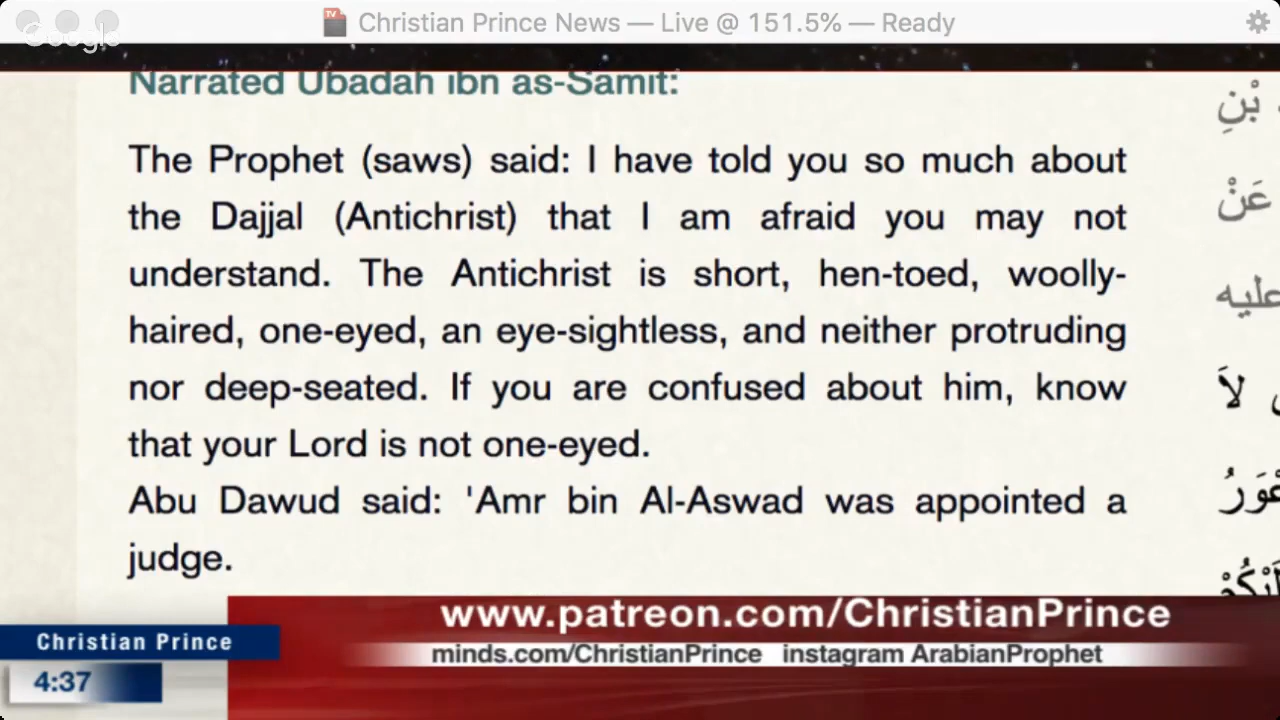 Christian Prince News — Live @ 151.5% — Ready
Google
Narrated Ubadah ibn as-Samit:
The Prophet (saws) said: I have told you so much about
the Dajjal (Antichrist) that I am afraid you may not
understand. The Antichrist is short, hen-toed, woolly-
haired, one-eyed, an eye-sightless, and neither protruding
nor deep-seated. If you are confused about him, know
that your Lord is not one-eyed.
Abu Dawud said: 'Amr bin Al-Aswad was appointed a
judge.
بْنِ
عَنْ
عليه
لاَ
www.patreon.com/ChristianPrince
Christian Prince
minds.com/ChristianPrince instagram ArabianProphet
4:37